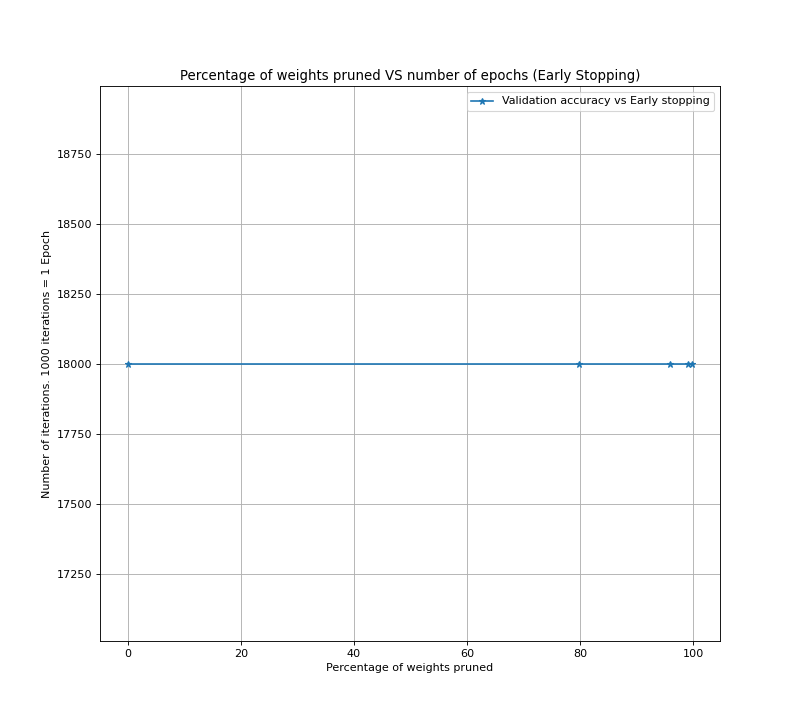 Percentage of weights pruned VS number of epochs (Early Stopping)
Validation accuracy vs Early stopping
18750
18500
18250
18000
17750
17500
17250
Number of iterations. 1000 iterations = 1 Epoch
0 20 40 60 80 100
Percentage of weights pruned